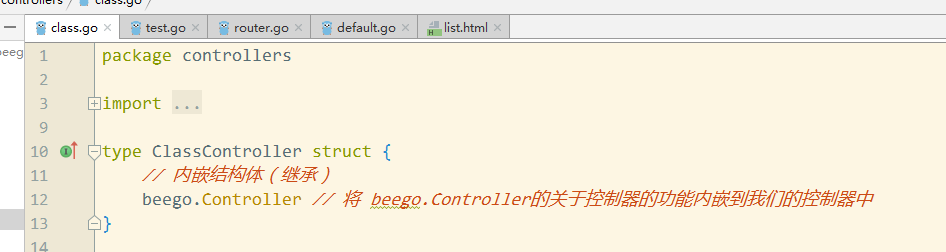 controllers class.go
class.go test.go router.go default.go list.html
beeg
1 package controllers
2
3 import ...
9
10 type ClassController struct {
11 // 内嵌结构体（继承）
12 beego.Controller // 将 beego.Controller的关于控制器的功能内嵌到我们的控制器中
13 }
14